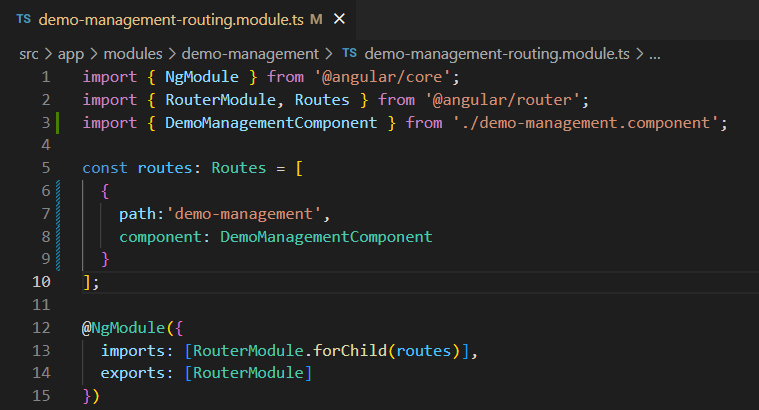 TS demo-management-routing.module.ts M ×
src > app > modules > demo-management > TS demo-management-routing.module.ts > ...
1 import { NgModule } from '@angular/core';
2 import { RouterModule, Routes } from '@angular/router';
3 import { DemoManagementComponent } from './demo-management.component';
4
5 const routes: Routes = [
6   {
7     path:'demo-management',
8     component: DemoManagementComponent
9   }
10 ];
11
12 @NgModule({
13   imports: [RouterModule.forChild(routes)],
14   exports: [RouterModule]
15 })